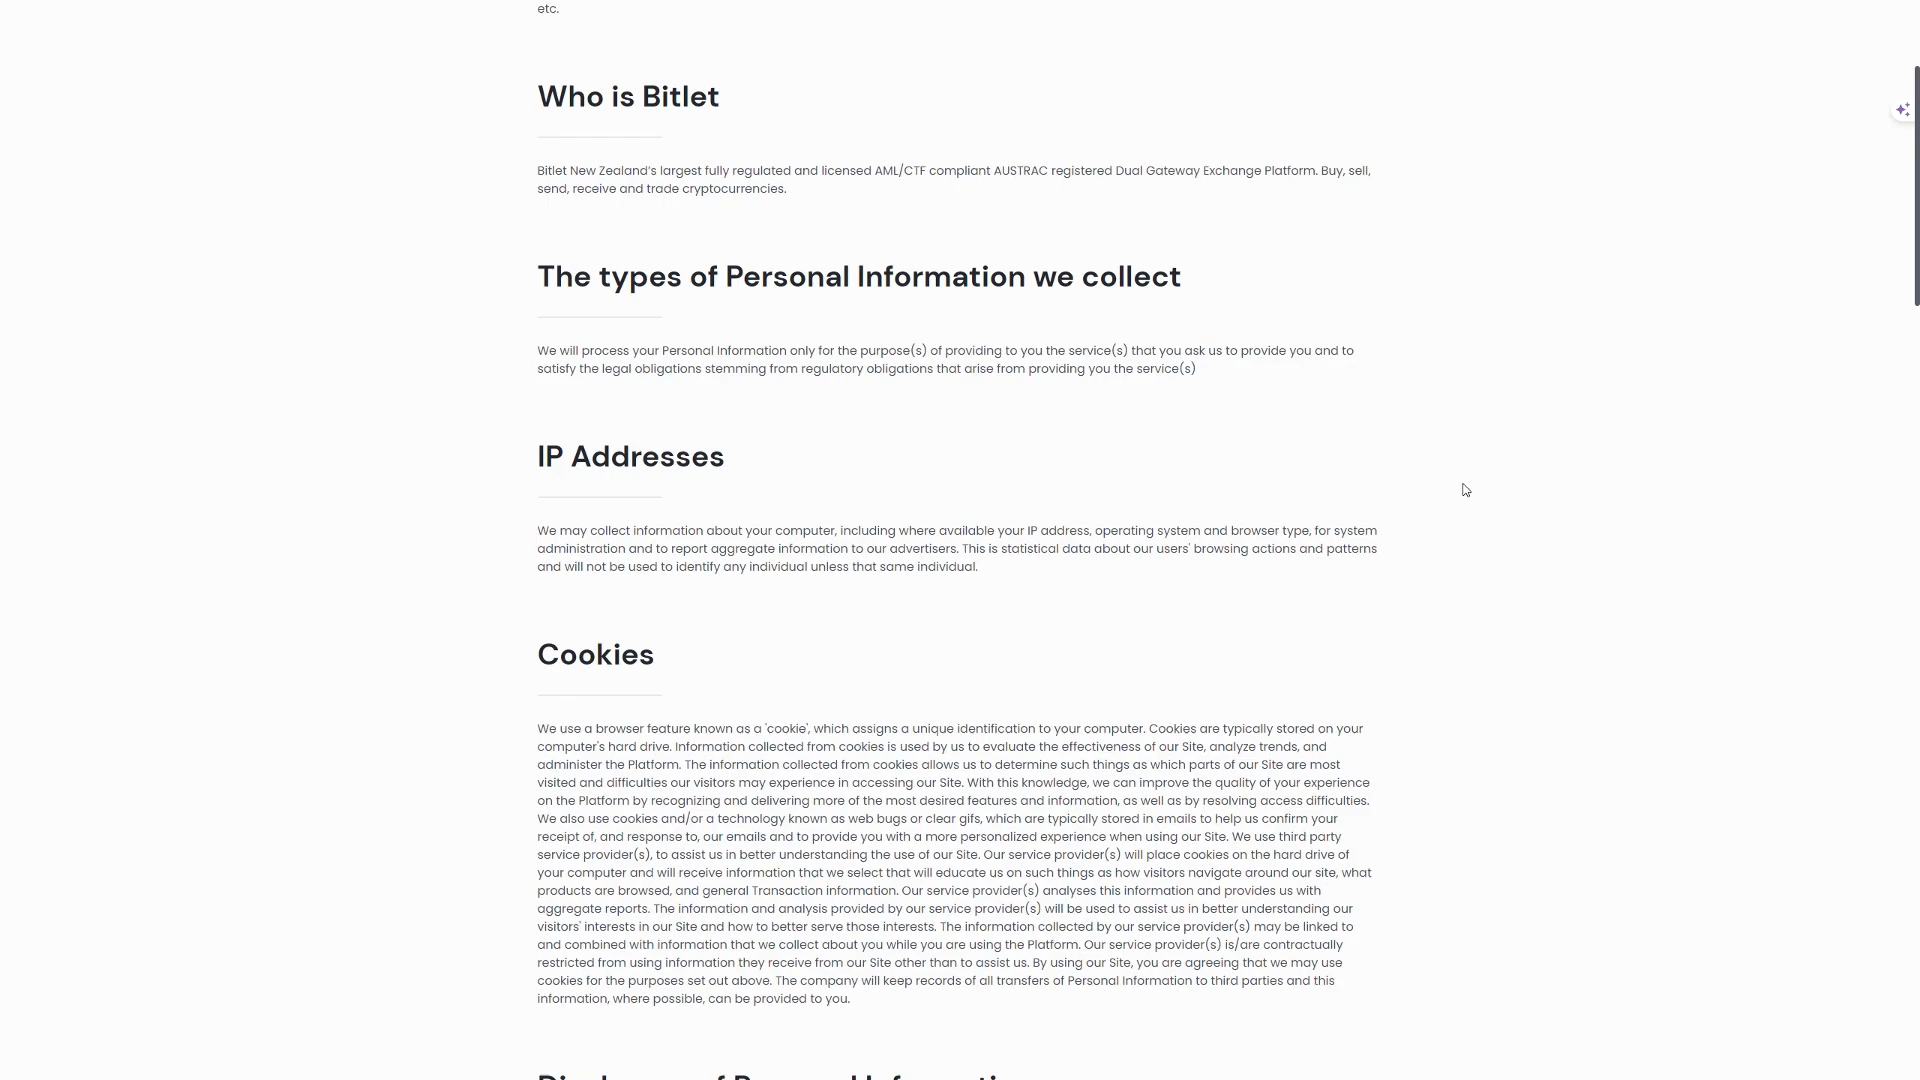 etc.
Who is Bitlet
Bitlet New Zealand's largest fully regulated and licensed AML/CTF compliant AUSTRAC registered Dual Gateway Exchange Platform. Buy, sell,
send, receive and trade cryptocurrencies.
The types of Personal Information we collect
We will process your Personal Information only for the purpose(s) of providing to you the service(s) that you ask us to provide you and to
satisfy the legal obligations stemming from regulatory obligations that arise from providing you the service(s)
IP Addresses
We may collect information about your computer, including where available your IP address, operating system and browser type, for system
administration and to report aggregate information to our advertisers. This is statistical data about our users' browsing actions and patterns
and will not be used to identify any individual unless that same individual.
Cookies
We use a browser feature known as a 'cookie', which assigns a unique identification to your computer. Cookies are typically stored on your
computer's hard drive. Information collected from cookies is used by us to evaluate the effectiveness of our Site, analyze trends, and
administer the Platform. The information collected from cookies allows us to determine such things as which parts of our Site are most
visited and difficulties our visitors may experience in accessing our Site. With this knowledge, we can improve the quality of your experience
on the Platform by recognizing and delivering more of the most desired features and information, as well as by resolving access difficulties.
We also use cookies and/or a technology known as web bugs or clear gifs, which are typically stored in emails to help us confirm your
receipt of, and response to, our emails and to provide you with a more personalized experience when using our Site. We use third party
service provider(s), to assist us in better understanding the use of our Site. Our service provider(s) will place cookies on the hard drive of
your computer and will receive information that we select that will educate us on such things as how visitors navigate around our site, what
products are browsed, and general Transaction information. Our service provider(s) analyses this information and provides us with
aggregate reports. The information and analysis provided by our service provider(s) will be used to assist us in better understanding our
visitors' interests in our Site and how to better serve those interests. The information collected by our service provider(s) may be linked to
and combined with information that we collect about you while you are using the Platform. Our service provider(s) is/are contractually
restricted from using information they receive from our Site other than to assist us. By using our Site, you are agreeing that we may use
cookies for the purposes set out above. The company will keep records of all transfers of Personal Information to third parties and this
information, where possible, can be provided to you.